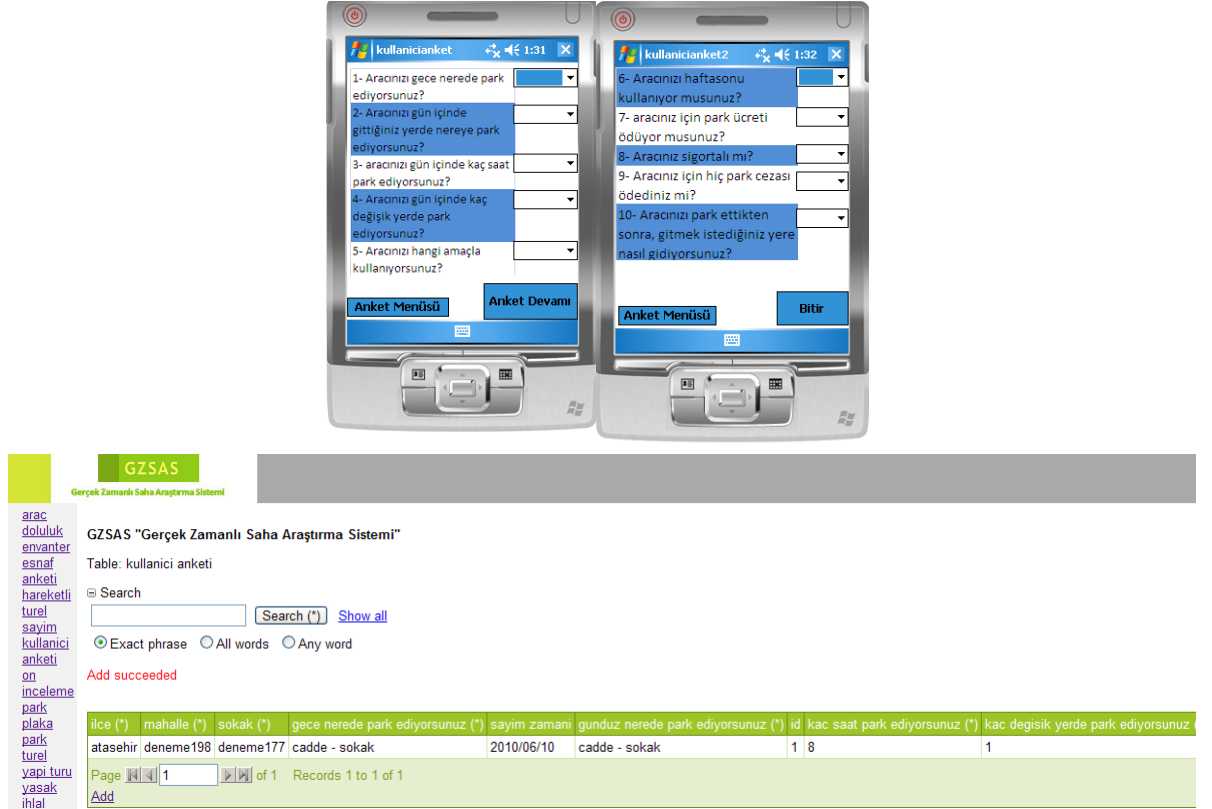 kullanicianket 1:31
1- Aracınızı gece nerede park
ediyorsunuz?
2- Aracınızı gün içinde
gittiğiniz yerde nereye park
ediyorsunuz?
3- aracınızı gün içinde kaç saat
park ediyorsunuz?
4- Aracınızı gün içinde kaç
değişik yerde park
ediyorsunuz?
5- Aracınızı hangi amaçla
kullanıyorsunuz?
Anket Menüsü
Anket Devamı
kullanicianket2 1:32
6- Aracınızı haftasonu
kullanıyor musunuz?
7- aracınız için park ücreti
ödüyor musunuz?
8- Aracınız sigortalı mı?
9- Aracınız için hiç park cezası
ödediniz mi?
10- Aracınızı park ettikten
sonra, gitmek istediğiniz yere
nasıl gidiyorsunuz?
Anket Menüsü
Bitir
GZSAS
Gerçek Zamanlı Saha Araştırma Sistemi
arac
doluluk
envanter
esnaf
anketi
hareketli
turel
sayim
kullanici
anketi
on
inceleme
park
plaka
park
turel
yapi turu
yasak
ihlal
GZSAS "Gerçek Zamanlı Saha Araştırma Sistemi"
Table: kullanici anketi
Search
Search (*) Show all
Exact phrase All words Any word
Add succeeded
ilce (*) mahalle (*) sokak (*) gece nerede park ediyorsunuz (*) sayim zamani gunduz nerede park ediyorsunuz (*) id kac saat park ediyorsunuz (*) kac degisik yerde park ediyorsunuz (
atasehir deneme198 deneme177 cadde - sokak 2010/06/10 cadde - sokak 1 8 1
Page 1 of 1 Records 1 to 1 of 1
Add